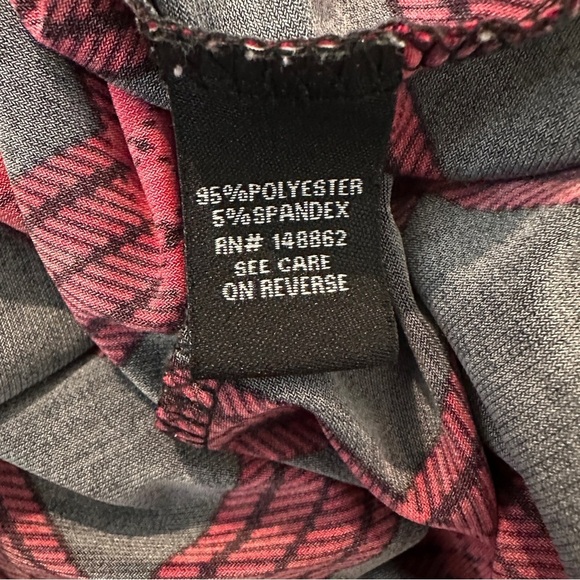 95%POLYESTER
5%SPANDEX
RN# 148862
SEE CARE
ON REVERSE